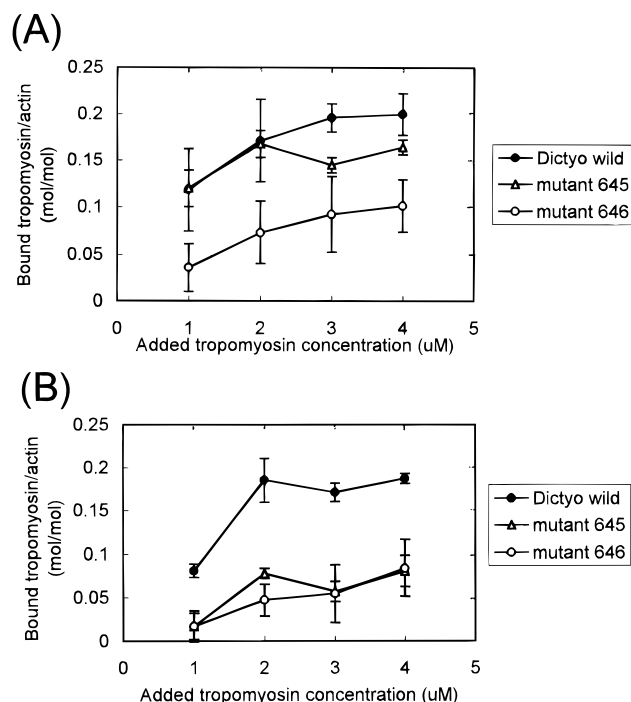 (A)
0.25
0.2
0.15
0.1
0.05
0
0 1 2 3 4 5
Bound tropomyosin/actin
(mol/mol)
Added tropomyosin concentration (uM)
Dictyo wild
mutant 645
mutant 646
(B)
0.25
0.2
0.15
0.1
0.05
0
0 1 2 3 4 5
Bound tropomyosin/actin
(mol/mol)
Added tropomyosin concentration (uM)
Dictyo wild
mutant 645
mutant 646